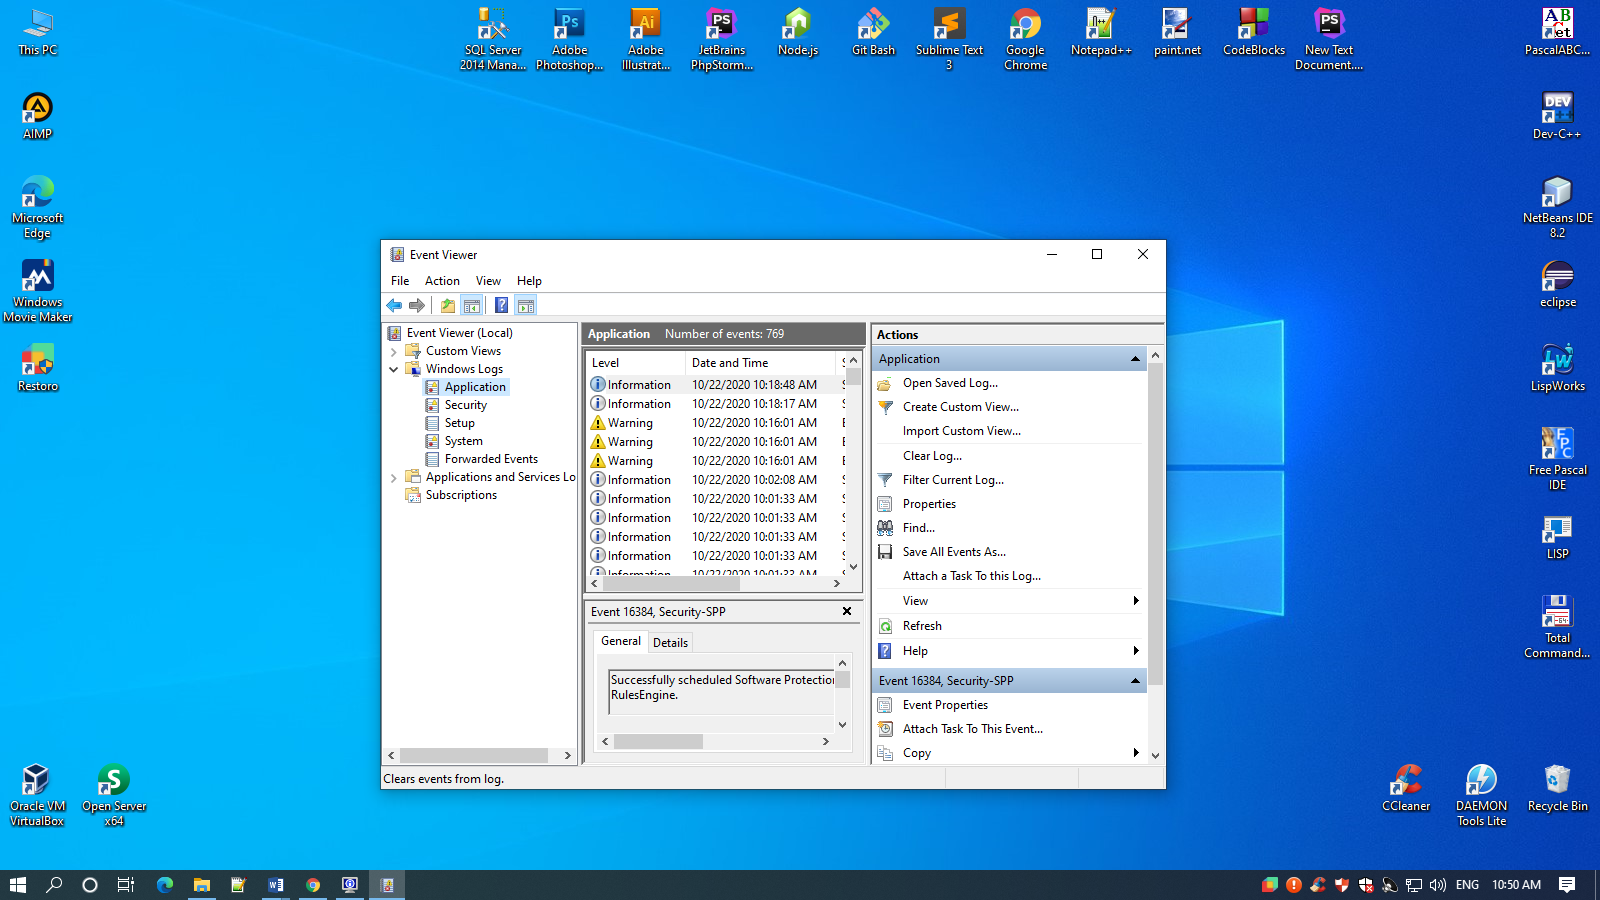 This PC
SQL Server
2014 Mana...
Adobe
Photoshop...
Adobe
Illustrat...
JetBrains
PhpStorm...
Node.js
Git Bash
Sublime Text
3
Google
Chrome
Notepad++
paint.net
CodeBlocks
New Text
Document....
PascalABC...
AIMP
Dev-C++
Microsoft
Edge
NetBeans IDE
8.2
Windows
Movie Maker
eclipse
Restoro
LispWorks
Free Pascal
IDE
LISP
Total
Command...
Oracle VM
VirtualBox
Open Server
x64
CCleaner
DAEMON
Tools Lite
Recycle Bin
Event Viewer
File Action View Help
Event Viewer (Local)
Custom Views
Windows Logs
Application
Security
Setup
System
Forwarded Events
Applications and Services Lo
Subscriptions
Application Number of events: 769
Level Date and Time
Information 10/22/2020 10:18:48 AM
Information 10/22/2020 10:18:17 AM
Warning 10/22/2020 10:16:01 AM
Warning 10/22/2020 10:16:01 AM
Warning 10/22/2020 10:16:01 AM
Information 10/22/2020 10:02:08 AM
Information 10/22/2020 10:01:33 AM
Information 10/22/2020 10:01:33 AM
Information 10/22/2020 10:01:33 AM
Information 10/22/2020 10:01:33 AM
Information 10/22/2020 10:01:33 AM
Event 16384, Security-SPP
General Details
Successfully scheduled Software Protection
RulesEngine.
Actions
Application
Open Saved Log...
Create Custom View...
Import Custom View...
Clear Log...
Filter Current Log...
Properties
Find...
Save All Events As...
Attach a Task To this Log...
View
Refresh
Help
Event 16384, Security-SPP
Event Properties
Attach Task To This Event...
Copy
Clears events from log.
ENG 10:50 AM